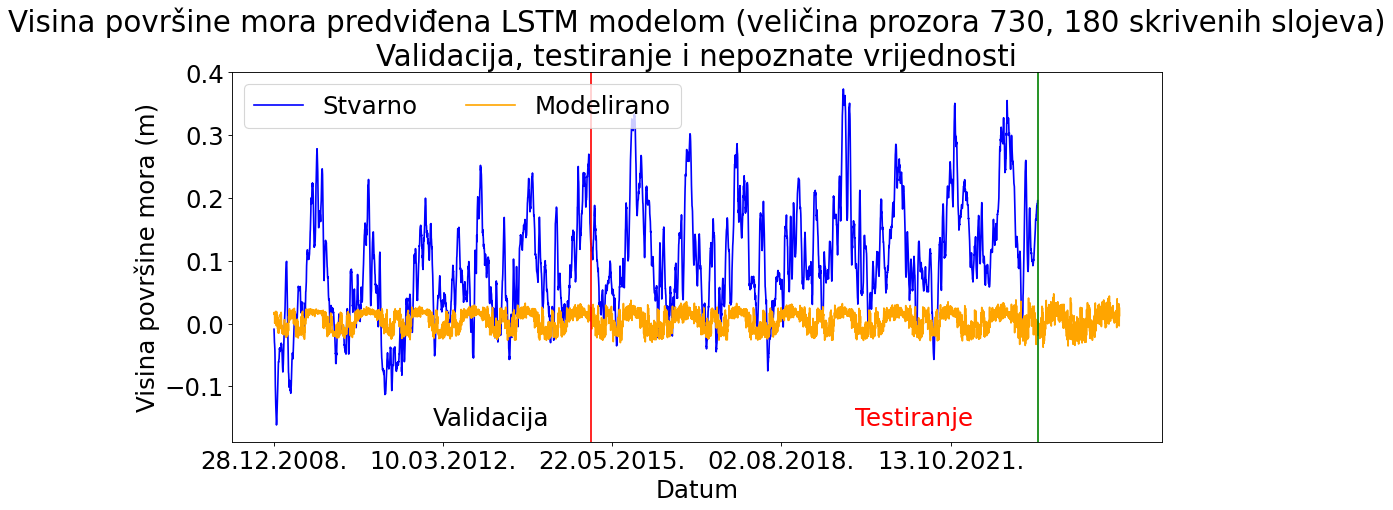 Visina površine mora predviđena LSTM modelom (veličina prozora 730, 180 skrivenih slojeva)
Validacija, testiranje i nepoznate vrijednosti
Stvarno
Modelirano
Visina površine mora (m)
0.4
0.3
0.2
0.1
0.0
−0.1
Validacija
Testiranje
28.12.2008.
10.03.2012.
22.05.2015.
02.08.2018.
13.10.2021.
Datum